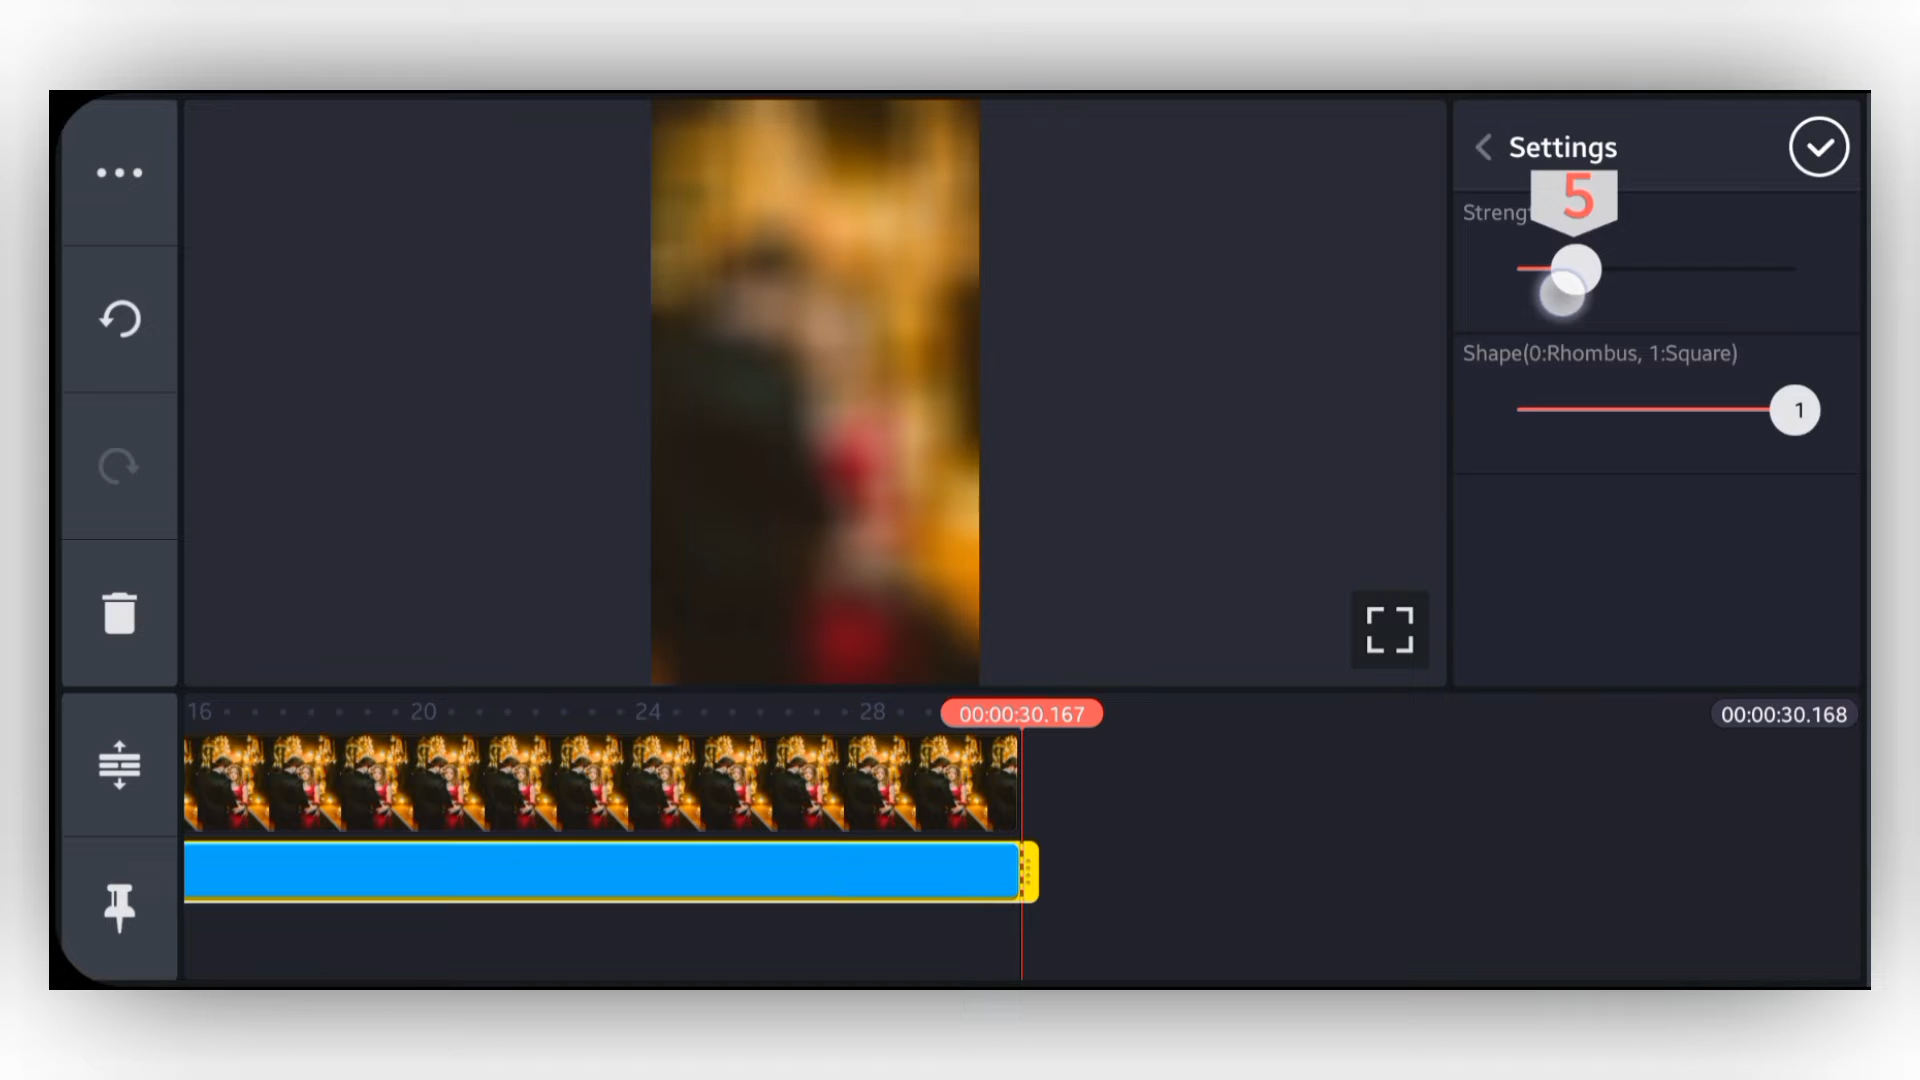 Settings
5
Streng
Shape(0:Rhombus, 1:Square)
1
16
20
24
28
00:00:30.167
00:00:30.168